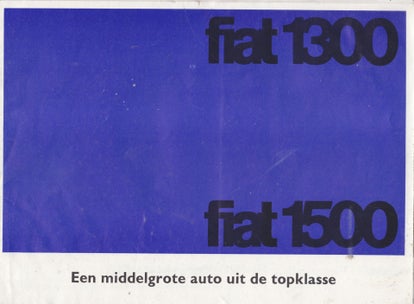 fiat 1300
fiat 1500
Een middelgrote auto uit de topklasse